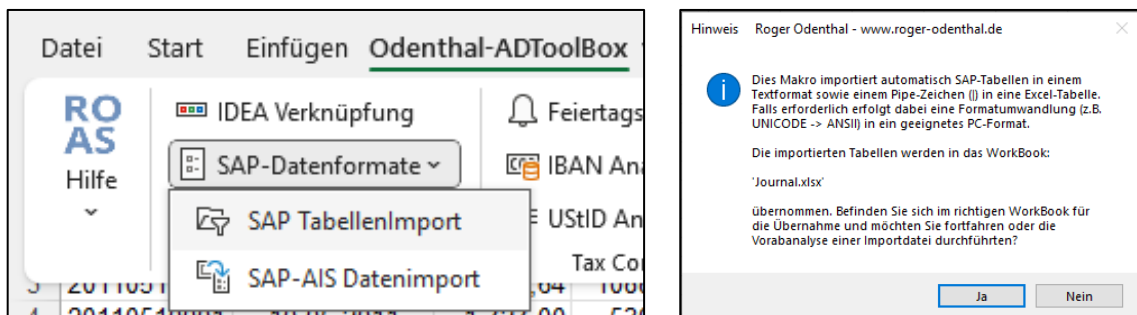 Datei Start Einfügen Odenthal-ADToolBox
RO
AS
Hilfe
IDEA Verknüpfung
SAP-Datenformate
SAP TabellenImport
SAP-AIS Datenimport
Feiertags
IBAN An
UStID An
Tax Co
Hinweis Roger Odenthal - www.roger-odenthal.de
Dies Makro importiert automatisch SAP-Tabellen in einem
Textformat sowie einem Pipe-Zeichen (|) in eine Excel-Tabelle.
Falls erforderlich erfolgt dabei eine Formatumwandlung (z.B.
UNICODE -> ANSII) in ein geeignetes PC-Format.
Die importierten Tabellen werden in das WorkBook:
'Journal.xlsx'
übernommen. Befinden Sie sich im richtigen WorkBook für
die Übernahme und möchten Sie fortfahren oder die
Vorabanalyse einer Importdatei durchführten?
Ja Nein